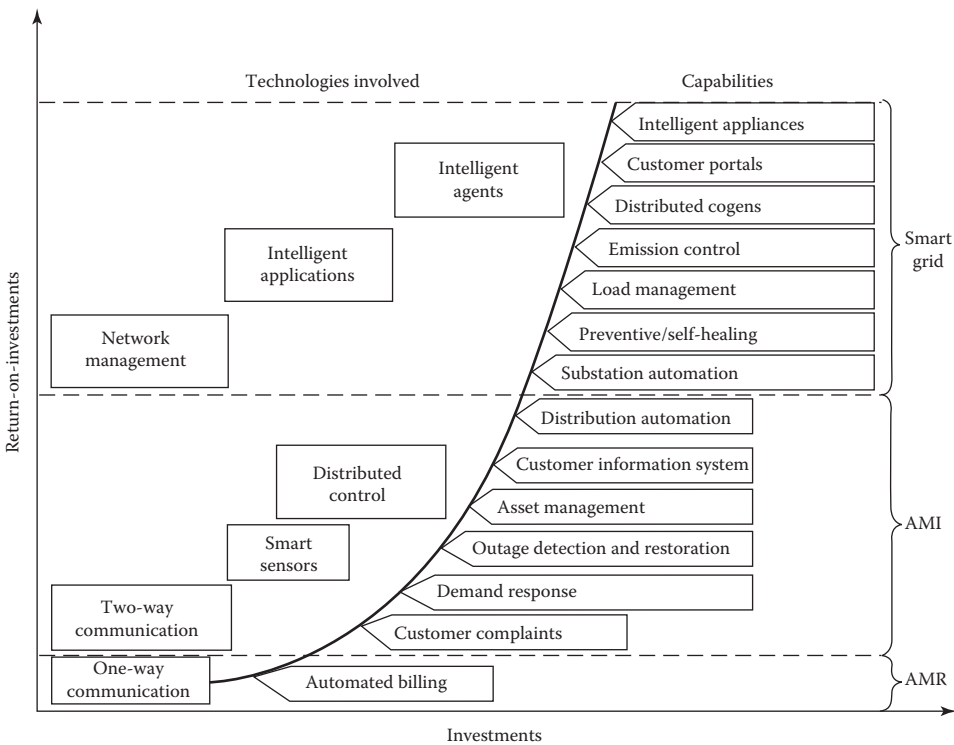 Technologies involved
Capabilities
Intelligent appliances
Customer portals
Intelligent
agents
Distributed cogens
Intelligent
applications
Emission control
Smart
grid
Load management
Network
management
Preventive/self-healing
Substation automation
Return-on-investments
Distribution automation
Distributed
control
Customer information system
Asset management
AMI
Smart
sensors
Outage detection and restoration
Two-way
communication
Demand response
Customer complaints
One-way
communication
Automated billing
AMR
Investments